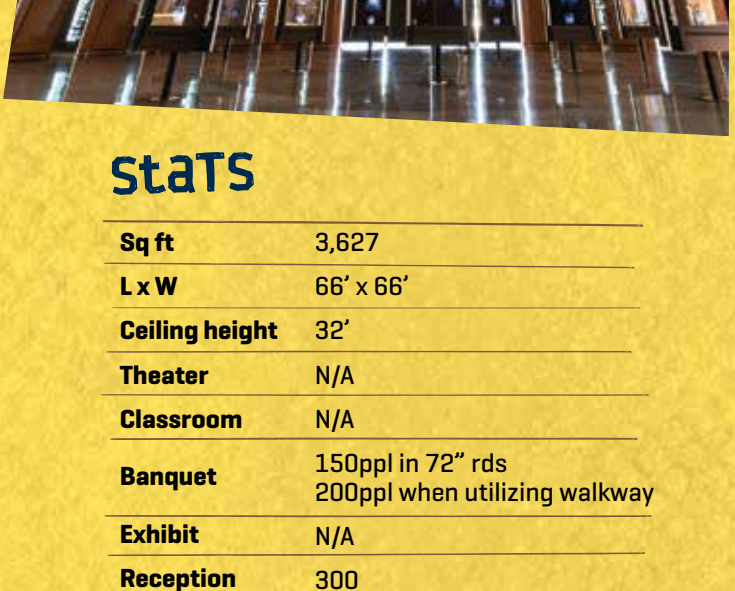 staTS
Sq ft 3,627
L x W 66’ x 66’
Ceiling height 32’
Theater N/A
Classroom N/A
Banquet 150ppl in 72” rds
200ppl when utilizing walkway
Exhibit N/A
Reception 300